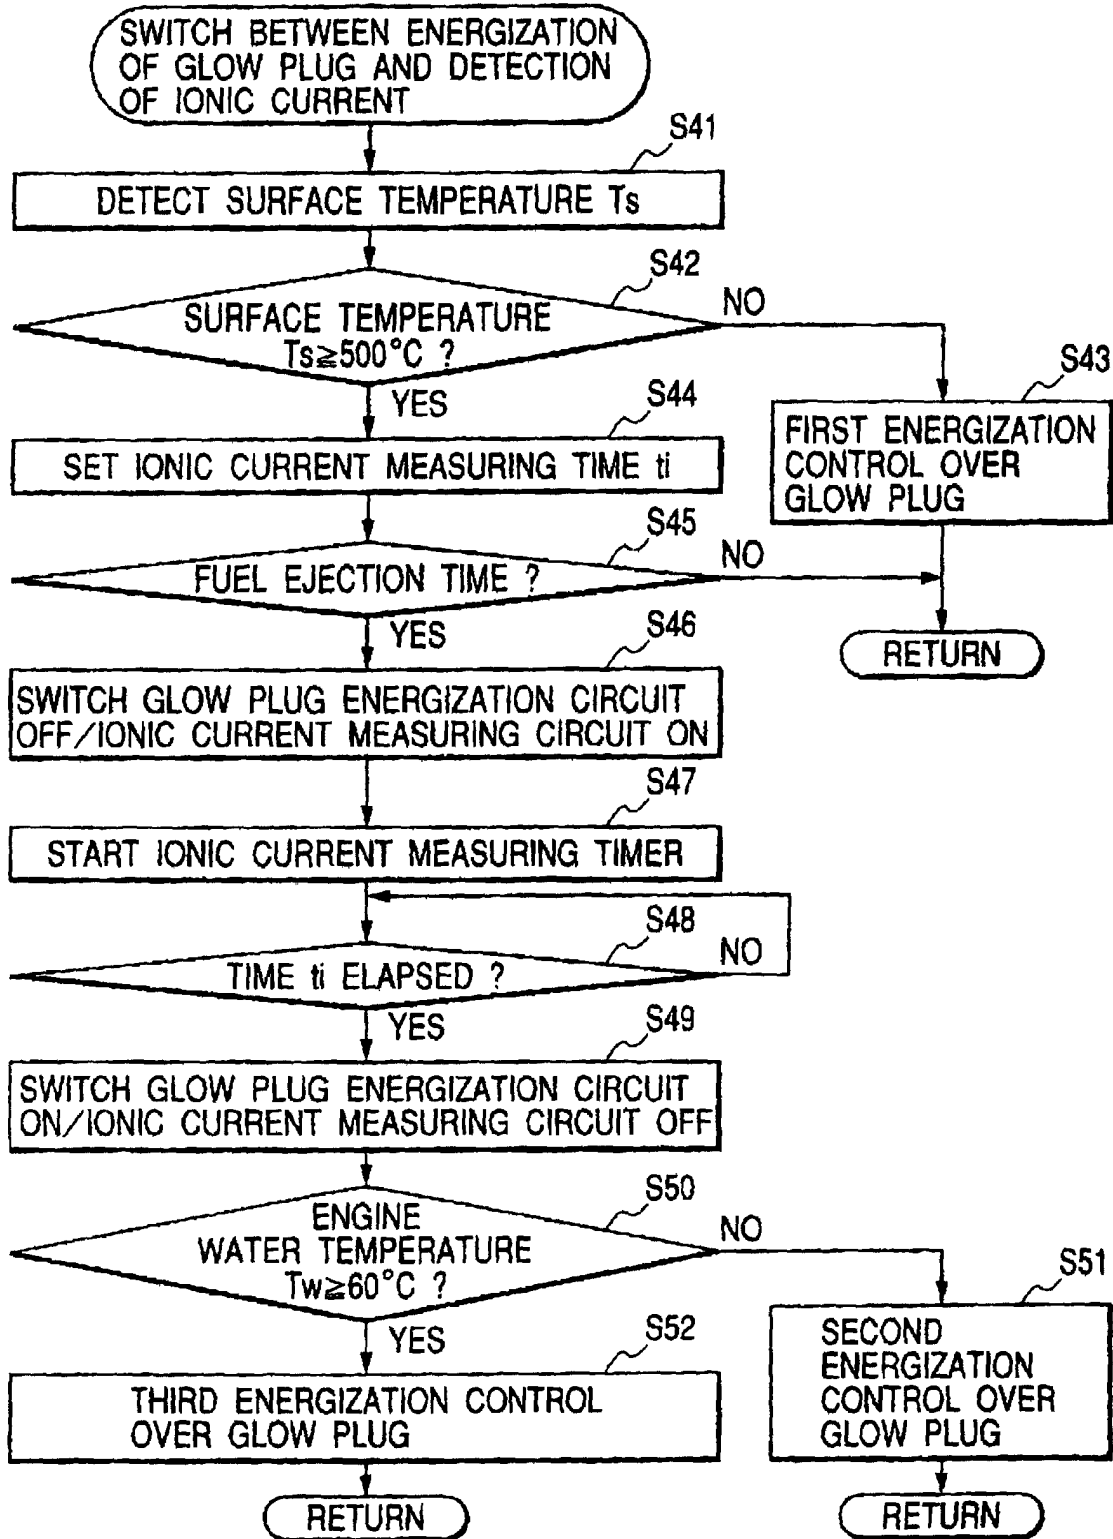 SWITCH BETWEEN ENERGIZATION
OF GLOW PLUG AND DETECTION
OF IONIC CURRENT
S41
DETECT SURFACE TEMPERATURE Ts
S42
SURFACE TEMPERATURE
Ts≧500°C ?
NO
YES
S43
FIRST ENERGIZATION
CONTROL OVER
GLOW PLUG
S44
SET IONIC CURRENT MEASURING TIME ti
S45
FUEL EJECTION TIME ?
NO
YES
RETURN
S46
SWITCH GLOW PLUG ENERGIZATION CIRCUIT
OFF/IONIC CURRENT MEASURING CIRCUIT ON
S47
START IONIC CURRENT MEASURING TIMER
S48
TIME ti ELAPSED ?
NO
YES
S49
SWITCH GLOW PLUG ENERGIZATION CIRCUIT
ON/IONIC CURRENT MEASURING CIRCUIT OFF
S50
ENGINE
WATER TEMPERATURE
Tw≧60°C ?
NO
YES
S51
SECOND
ENERGIZATION
CONTROL OVER
GLOW PLUG
S52
THIRD ENERGIZATION CONTROL
OVER GLOW PLUG
RETURN
RETURN